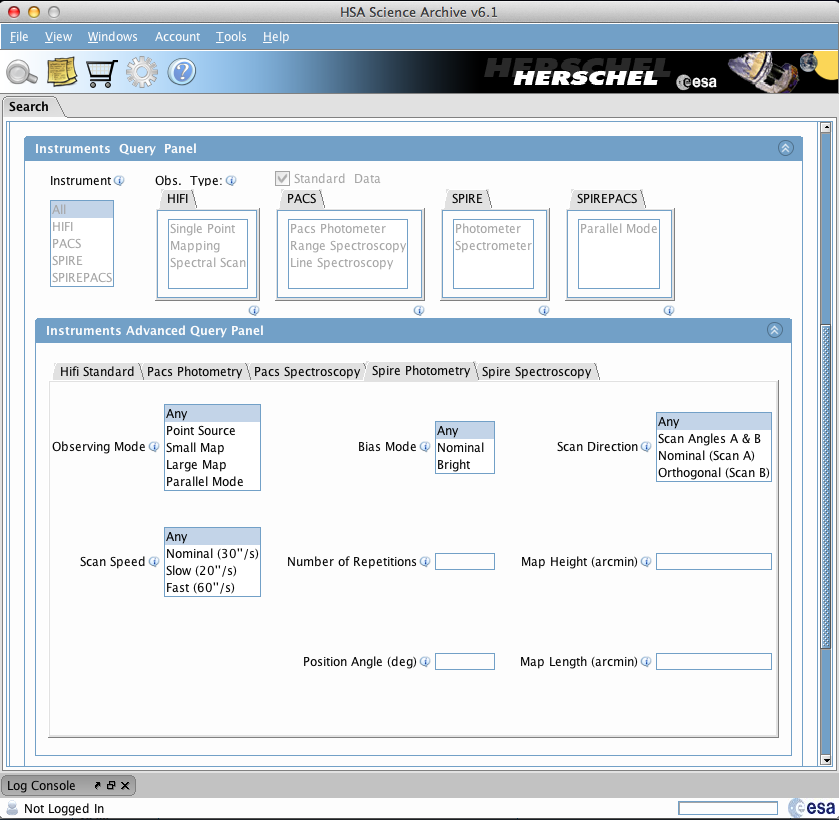 HSA Science Archive v6.1
File View Windows Account Tools Help
HERSCHEL
HERSCHEL esa
Search
Instruments Query Panel
Instrument Obs. Type: Standard Data
HIFI PACS SPIRE SPIREPACS
All
HIFI
PACS
SPIRE
SPIREPACS
Single Point
Mapping
Spectral Scan
Pacs Photometer
Range Spectroscopy
Line Spectroscopy
Photometer
Spectrometer
Parallel Mode
Instruments Advanced Query Panel
Hifi Standard Pacs Photometry Pacs Spectroscopy Spire Photometry Spire Spectroscopy
Observing Mode
Any
Point Source
Small Map
Large Map
Parallel Mode
Bias Mode
Any
Nominal
Bright
Scan Direction
Any
Scan Angles A & B
Nominal (Scan A)
Orthogonal (Scan B)
Scan Speed
Any
Nominal (30''/s)
Slow (20''/s)
Fast (60''/s)
Number of Repetitions
Map Height (arcmin)
Position Angle (deg)
Map Length (arcmin)
Log Console
Not Logged In
esa